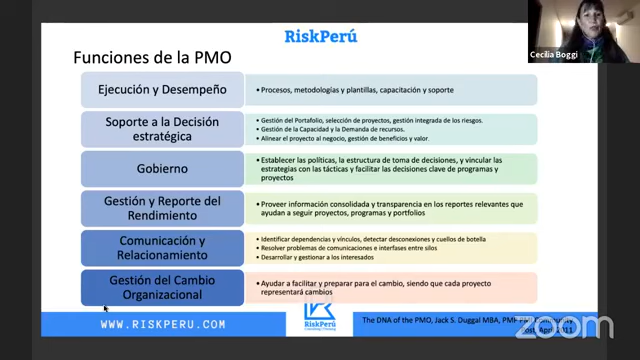 RiskPerú
Cecilia Boggi
Funciones de la PMO
Ejecución y Desempeño
• Procesos, metodologías y plantillas, capacitación y soporte
Soporte a la Decisión
estratégica
• Gestión del Portafolio, selección de proyectos, gestión integrada de los riesgos.
• Gestión de la Capacidad y la Demanda de recursos.
• Alinear el proyecto al negocio, gestión de beneficios y valor.
Gobierno
• Establecer las políticas, la estructura de toma de decisiones, y vincular las
estrategias con las tácticas y facilitar las decisiones clave de programas y
proyectos
Gestión y Reporte del
Rendimiento
• Proveer información consolidada y transparencia en los reportes relevantes que
ayudan a seguir proyectos, programas y portfolios
Comunicación y
Relacionamiento
• Identificar dependencias y vínculos, detectar desconexiones y cuellos de botella
• Resolver problemas de comunicaciones e interfases entre silos
• Desarrollar y gestionar a los interesados
Gestión del Cambio
Organizacional
• Ayudar a facilitar y preparar para el cambio, siendo que cada proyecto
representará cambios
WWW.RISKPERU.COM
RiskPerú
The DNA of the PMO, Jack S. Duggal MBA, PMP PMI Community
post, April 2011
zoom